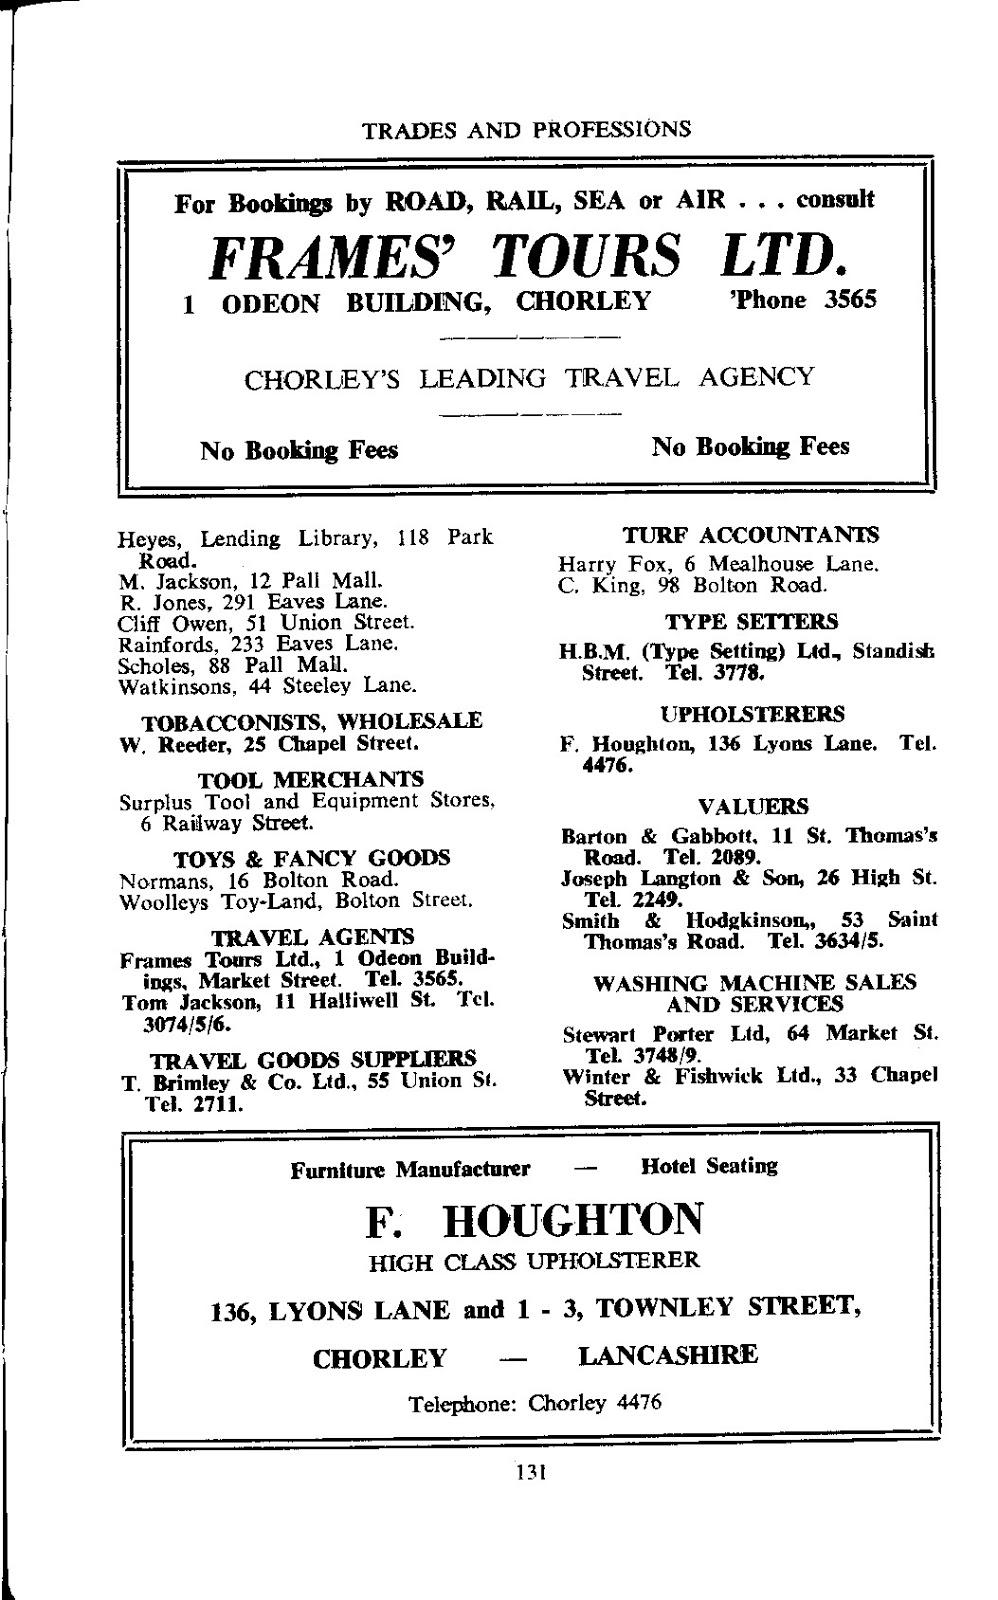 TRADES AND PROFESSIONS
For Bookings by ROAD, RAIL, SEA or AIR . . . consult
FRAMES' TOURS LTD.
1 ODEON BUILDING, CHORLEY 'Phone 3565
CHORLEY'S LEADING TRAVEL AGENCY
No Booking Fees No Booking Fees
Heyes, Lending Library, 118 Park
Road.
M. Jackson, 12 Pall Mall.
R. Jones, 291 Eaves Lane.
Cliff Owen, 51 Union Street.
Rainfords, 233 Eaves Lane.
Scholes, 88 Pall Mall.
Watkinsons, 44 Steeley Lane.
TOBACCONISTS, WHOLESALE
W. Reeder, 25 Chapel Street.
TOOL MERCHANTS
Surplus Tool and Equipment Stores,
6 Railway Street.
TOYS & FANCY GOODS
Normans, 16 Bolton Road.
Woolleys Toy-Land, Bolton Street.
TRAVEL AGENTS
Frames Tours Ltd., 1 Odeon Build-
ings, Market Street. Tel. 3565.
Tom Jackson, 11 Halliwell St. Tel.
3074/5/6.
TRAVEL GOODS SUPPLIERS
T. Brimley & Co. Ltd., 55 Union St.
Tel. 2711.
TURF ACCOUNTANTS
Harry Fox, 6 Mealhouse Lane.
C. King, 98 Bolton Road.
TYPE SETTERS
H.B.M. (Type Setting) Ltd., Standish
Street. Tel. 3778.
UPHOLSTERERS
F. Houghton, 136 Lyons Lane. Tel.
4476.
VALUERS
Barton & Gabbott, 11 St. Thomas's
Road. Tel. 2089.
Joseph Langton & Son, 26 High St.
Tel. 2249.
Smith & Hodgkinson,, 53 Saint
Thomas's Road. Tel. 3634/5.
WASHING MACHINE SALES
AND SERVICES
Stewart Porter Ltd, 64 Market St.
Tel. 3748/9.
Winter & Fishwick Ltd., 33 Chapel
Street.
Furniture Manufacturer — Hotel Seating
F. HOUGHTON
HIGH CLASS UPHOLSTERER
136, LYONS LANE and 1 - 3, TOWNLEY STREET,
CHORLEY — LANCASHIRE
Telephone: Chorley 4476
131